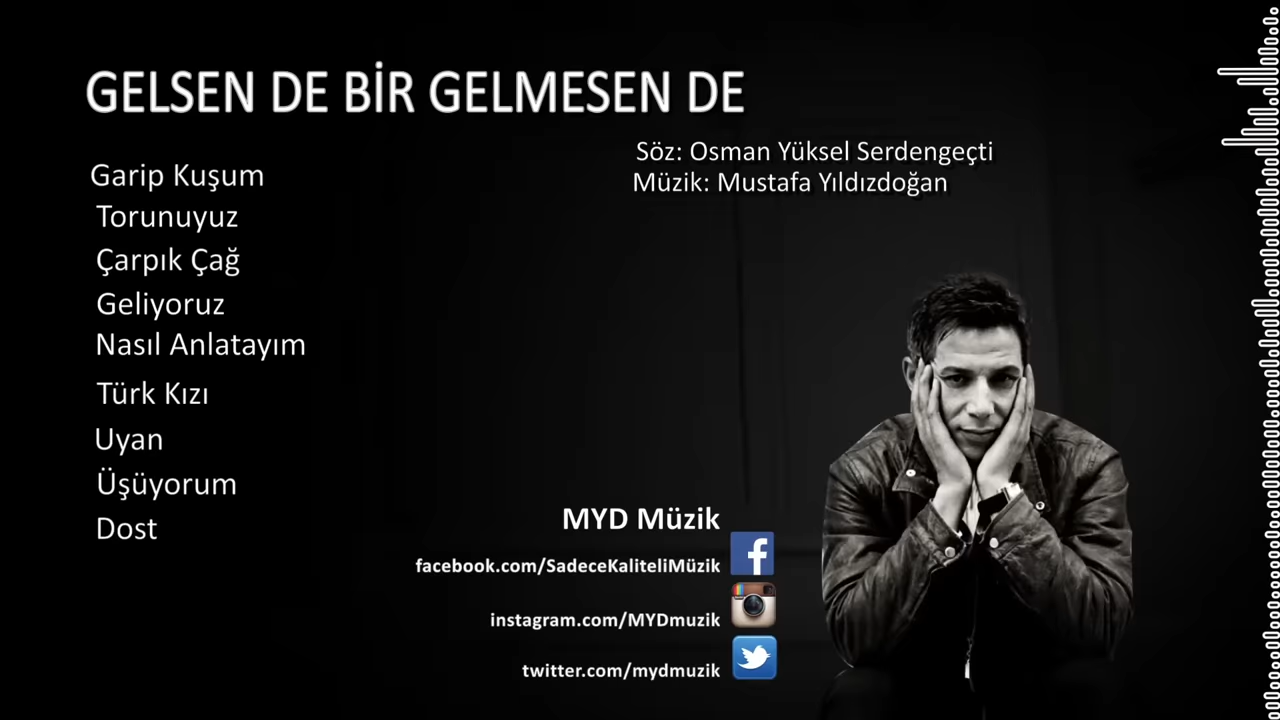 GELSEN DE BİR GELMESEN DE
Söz: Osman Yüksel Serdengeçti
Müzik: Mustafa Yıldızdoğan
Garip Kuşum
Torunuyuz
Çarpık Çağ
Geliyoruz
Nasıl Anlatayım
Türk Kızı
Uyan
Üşüyorum
Dost
MYD Müzik
facebook.com/SadeceKaliteliMüzik
instagram.com/MYDmuzik
twitter.com/mydmuzik